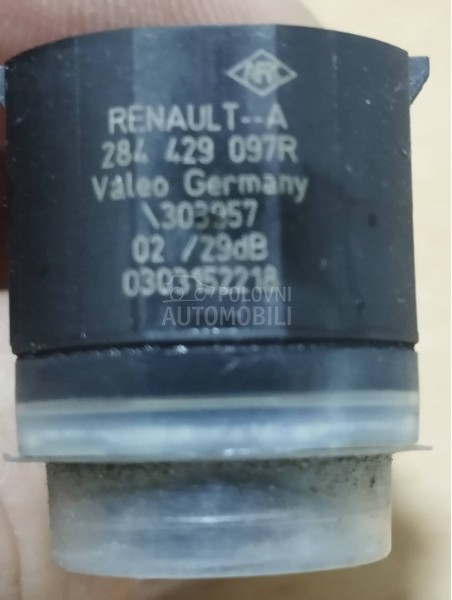 RENAULT--A
284 429 097R
Valeo Germany
\303957
02 /29dB
0303152218
POLOVNI
AUTOMOBILI